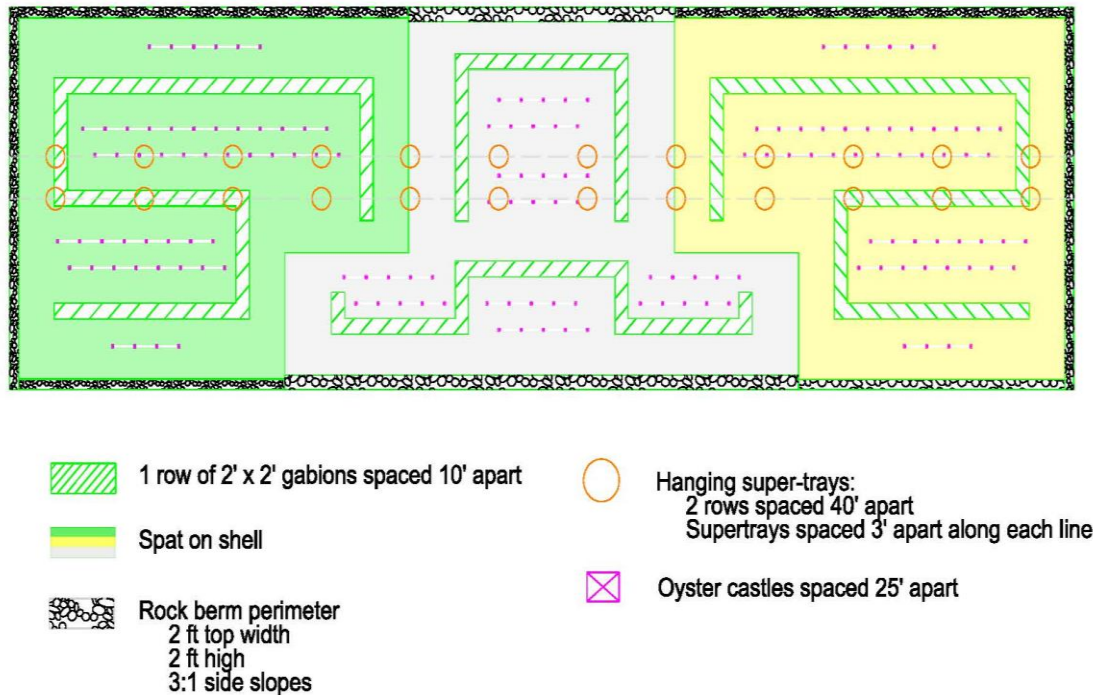 1 row of 2' x 2' gabions spaced 10' apart
Spat on shell
Rock berm perimeter
2 ft top width
2 ft high
3:1 side slopes
Hanging super-trays:
2 rows spaced 40' apart
Supertrays spaced 3' apart along each line
Oyster castles spaced 25' apart